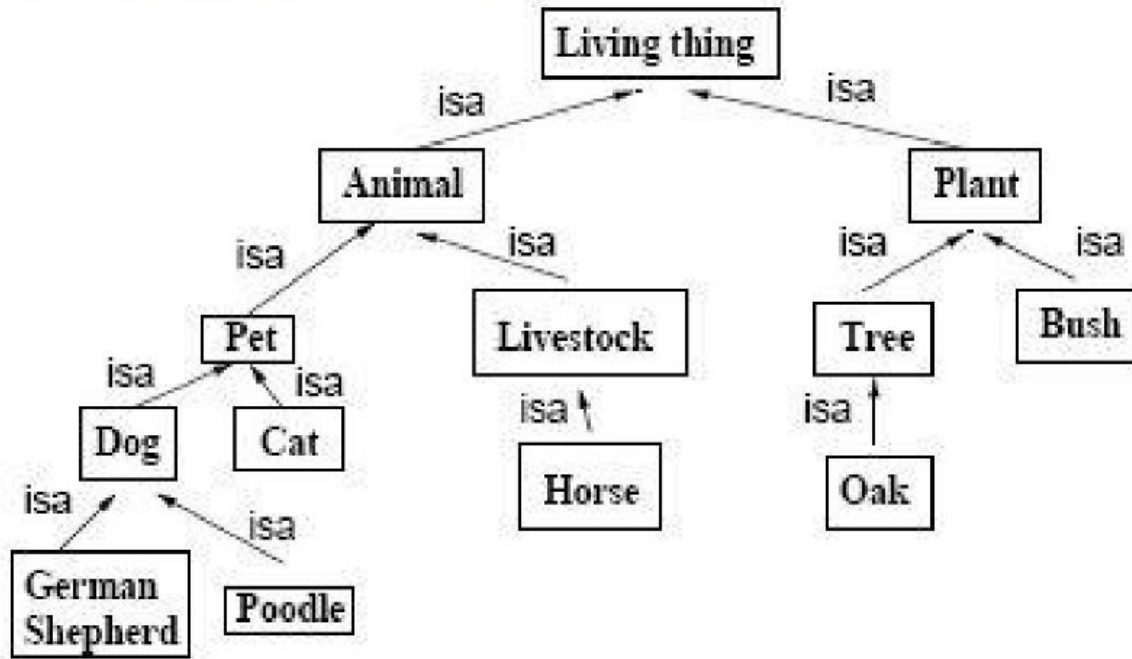 Living thing
isa
isa
Animal
Plant
isa
isa
isa
isa
Pet
Livestock
Tree
Bush
isa
isa
Dog
Cat
isa
Horse
isa
Oak
isa
isa
German
Shepherd
Poodle